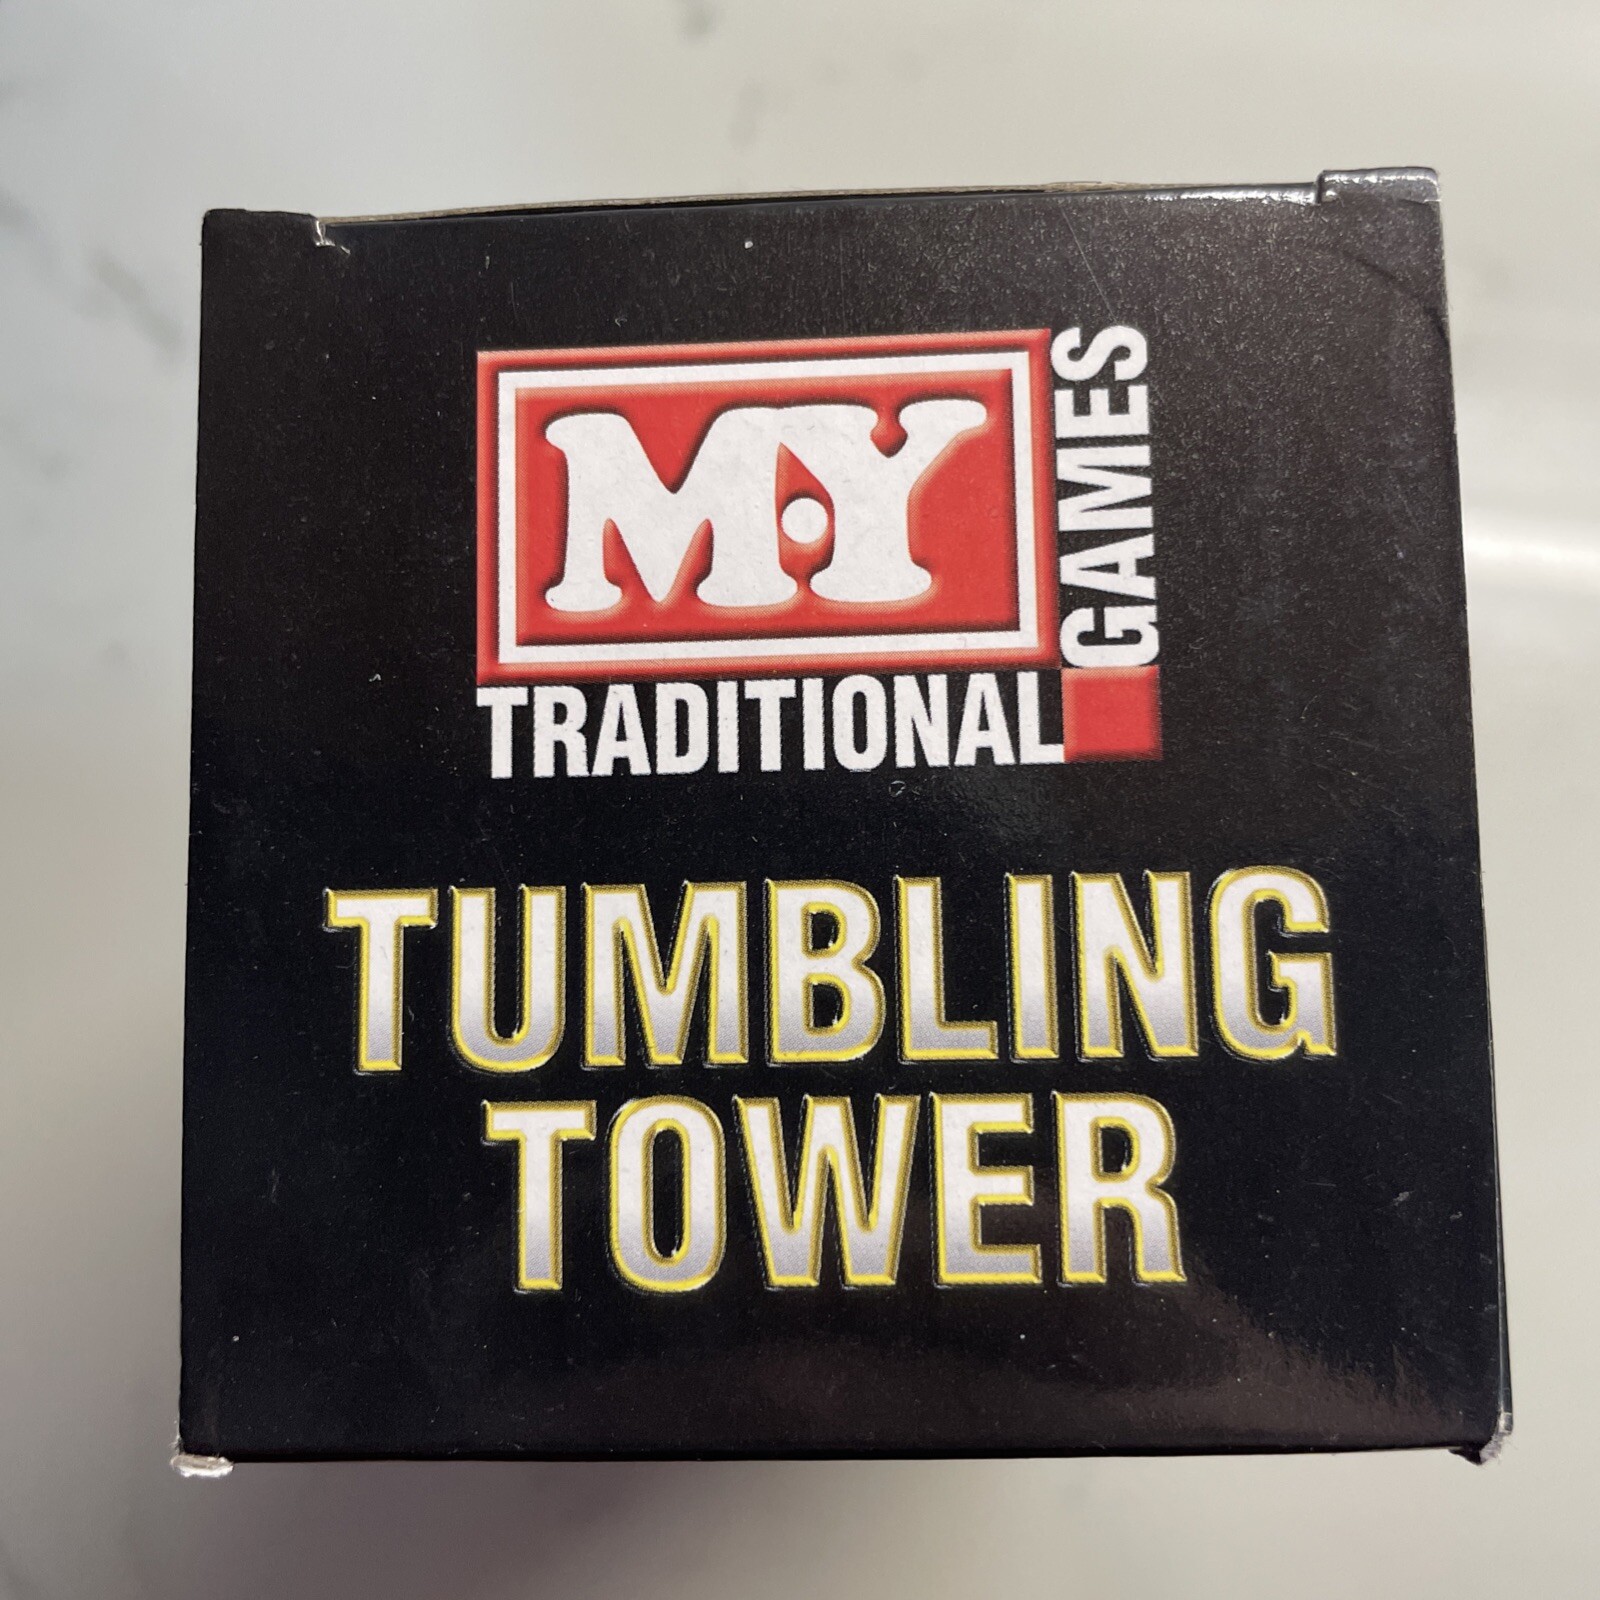 M·Y
GAMES
TRADITIONAL
TUMBLING
TOWER